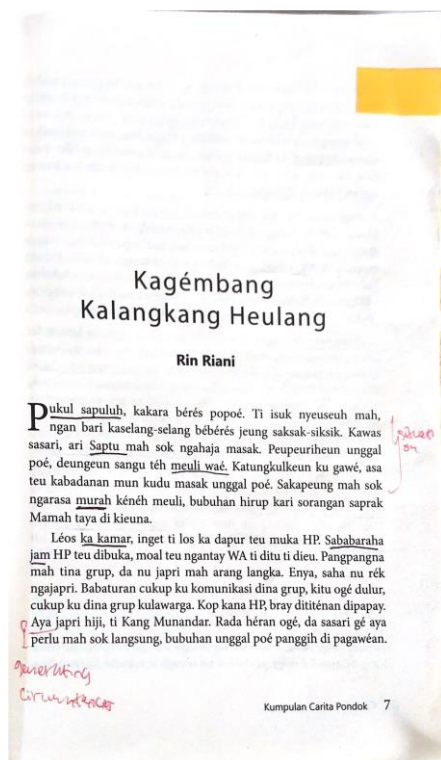 Kagémbang
Kalangkang Heulang
Rin Riani
Pukul sapuluh, kakara bérés popoé. Ti isuk nyeuseuh mah,
ngan bari kaselang-selang bébérés jeung saksak-siksik. Kawas
sasari, ari Saptu mah sok ngahaja masak. Peupeuriheun unggal
poé, deungeun sangu téh meuli waé. Katungkulkeun ku gawé, asa
teu kabadanan mun kudu masak unggal poé. Sakapeung mah sok
ngarasa murah kénéh meuli, bubuhan hirup kari sorangan saprak
Mamah taya di kieuna.
Léos ka kamar, inget ti los ka dapur teu muka HP. Sababaraha
jam HP teu dibuka, moal teu ngantay WA ti ditu ti dieu. Pangpangna
mah tina grup, da nu japri mah arang langka. Enya, saha nu rék
ngajapri. Babaturan cukup ku komunikasi dina grup, kitu ogé dulur,
cukup ku dina grup kulawarga. Kop kana HP, bray dititénan dipapay.
Aya japri hiji, ti Kang Munandar. Rada héran ogé, da sasari gé aya
perlu mah sok langsung, bubuhan unggal poé panggih di pagawéan.
Kumpulan Carita Pondok 7